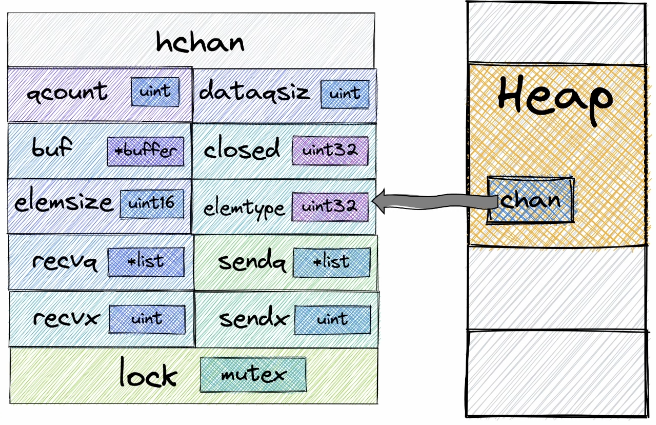 hchan
qcount uint dataqsiz uint
buf *buffer closed uint32
elemsize uint16 elemtype uint32
recvq *list sendq *list
recvx uint sendx uint
lock mutex
Heap
chan